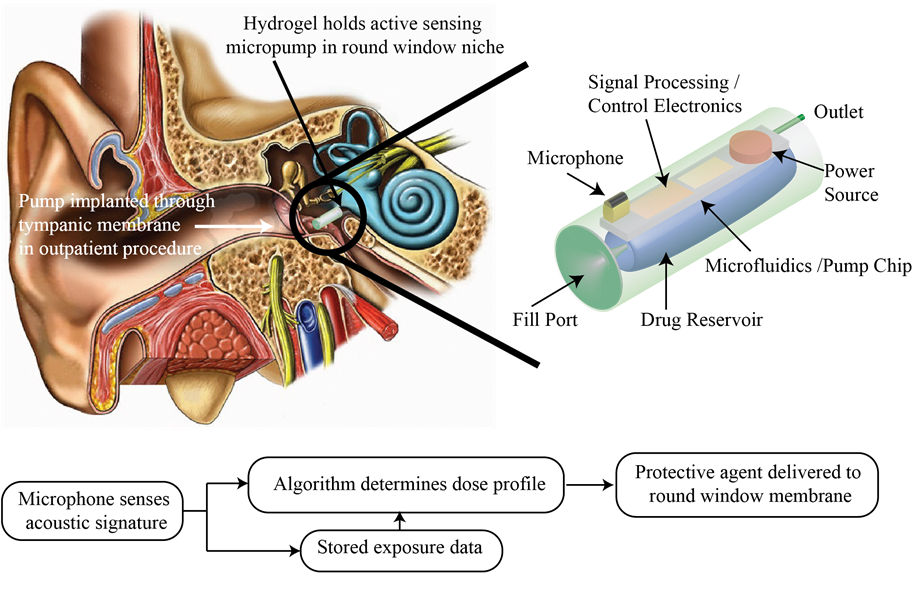 Hydrogel holds active sensing
micropump in round window niche
Signal Processing /
Control Electronics
Outlet
Microphone
Power
Source
Pump implanted through
tympanic membrane
in outpatient procedure
Microfluidics /Pump Chip
Fill Port
Drug Reservoir
Microphone senses
acoustic signature
Algorithm determines dose profile
Stored exposure data
Protective agent delivered to
round window membrane